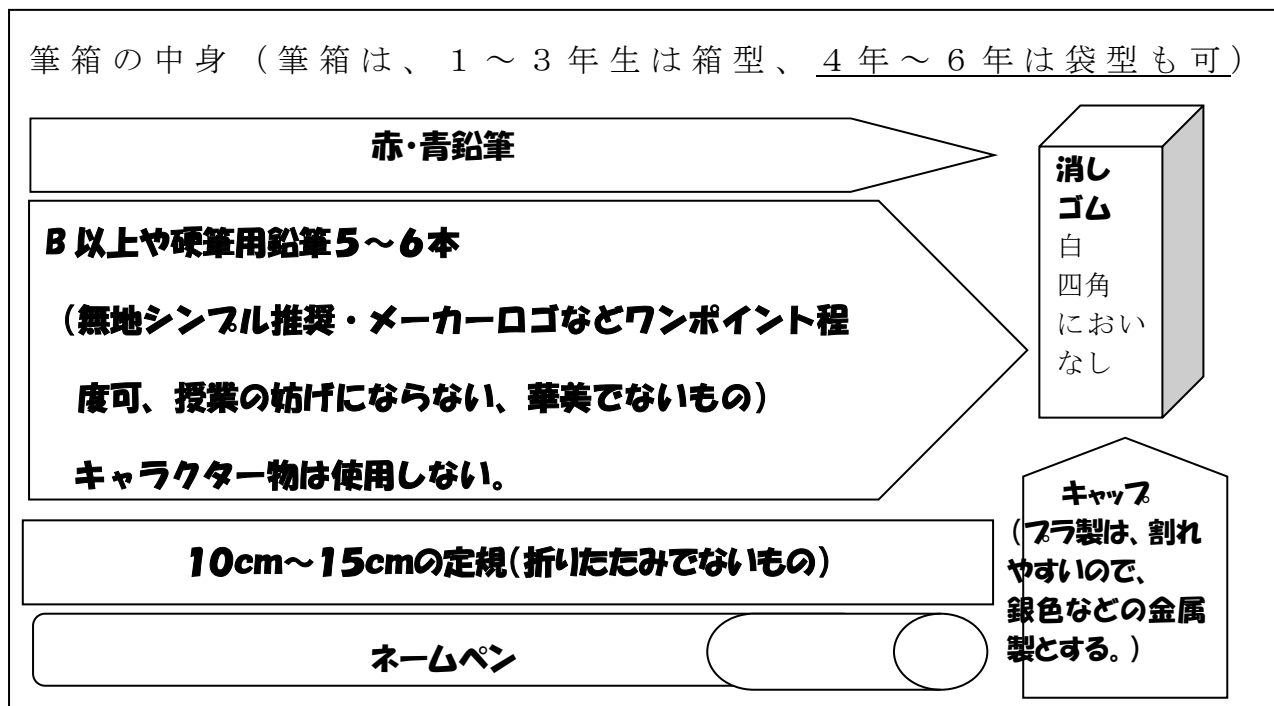 筆箱の中身（筆箱は、１～３年生は箱型、４年～６年は袋型も可）
赤・青鉛筆
B以上や硬筆用鉛筆５～６本
（無地シンプル推奨・メーカーロゴなどワンポイント程
度可、授業の妨げにならない、華美でないもの）
キャラクター物は使用しない。
10cm～15cmの定規（折りたたみでないもの）
ネームペン
消し
ゴム
白
四角
におい
なし
キャップ
（プラ製は、割れ
やすいので、
銀色などの金属
製とする。）